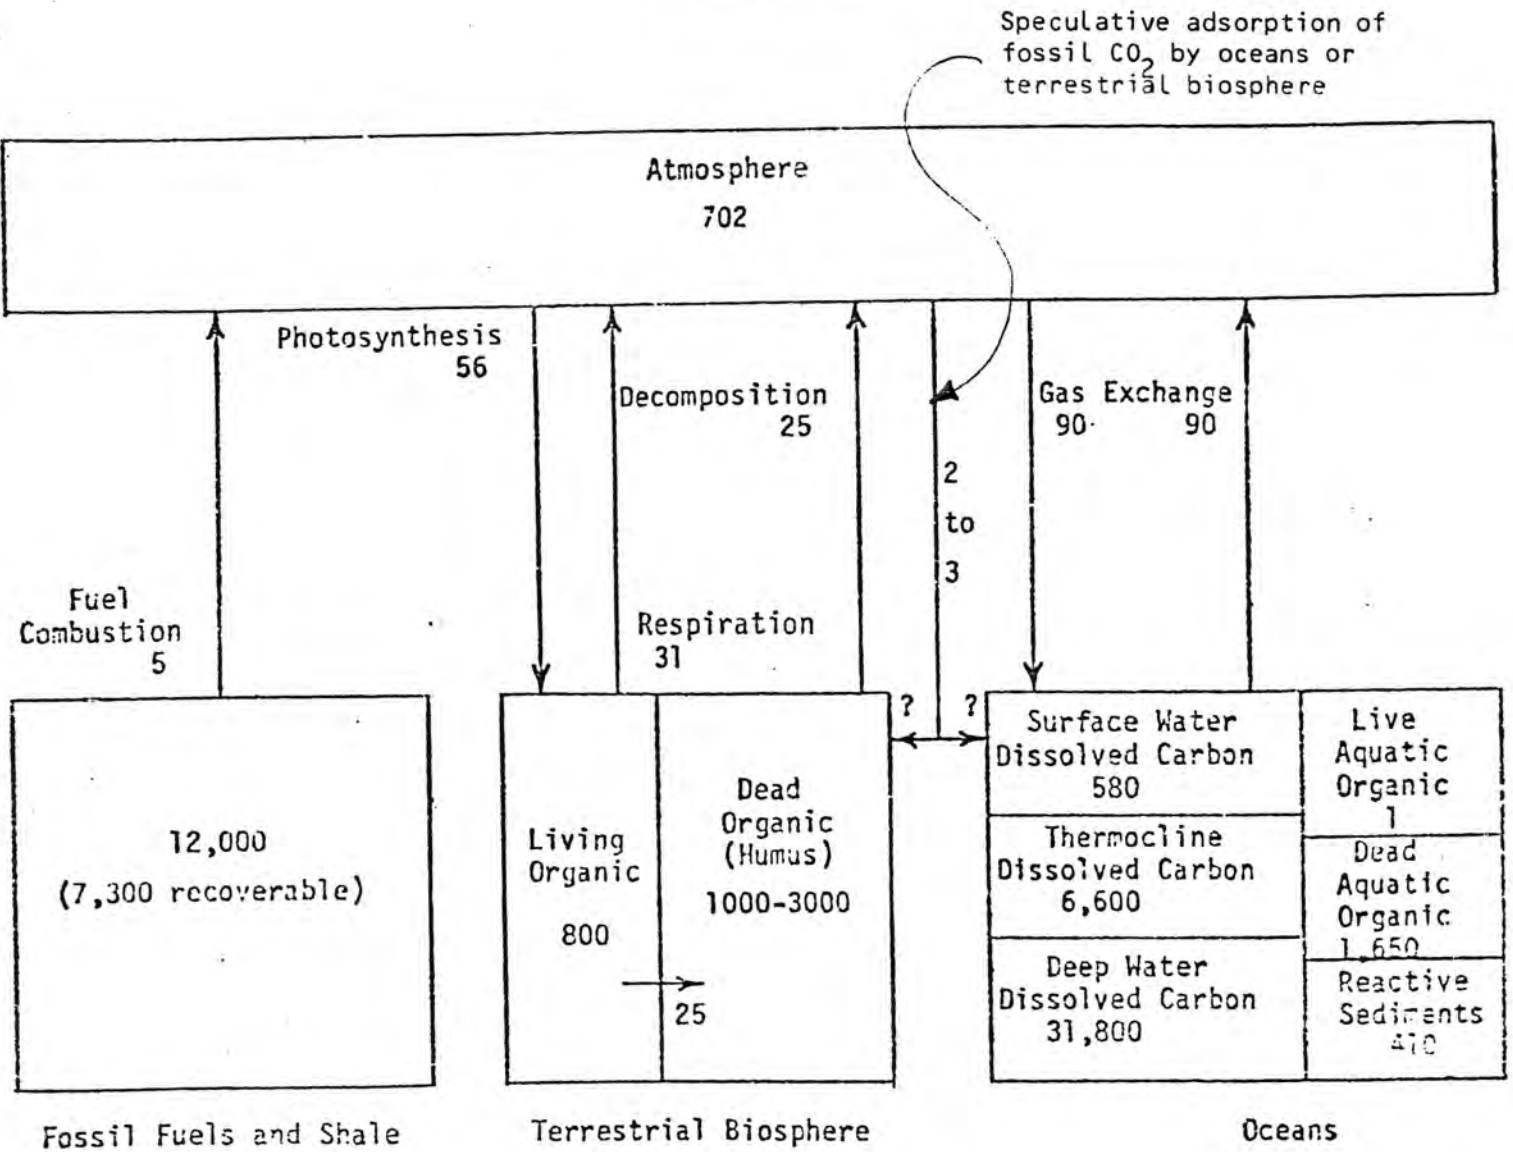 Speculative adsorption of
fossil CO2 by oceans or
terrestrial biosphere
Atmosphere
702
Photosynthesis
56
Decomposition
25
Gas Exchange
90 90
2
to
3
Fuel
Combustion
5
Respiration
31
? ?
12,000
(7,300 recoverable)
Living
Organic
800
Dead
Organic
(Humus)
1000-3000
25
Surface Water
Dissolved Carbon
580
Thermocline
Dissolved Carbon
6,600
Deep Water
Dissolved Carbon
31,800
Live
Aquatic
Organic
1
Dead
Aquatic
Organic
1,650
Reactive
Sediments
Fossil Fuels and Shale
Terrestrial Biosphere
Oceans